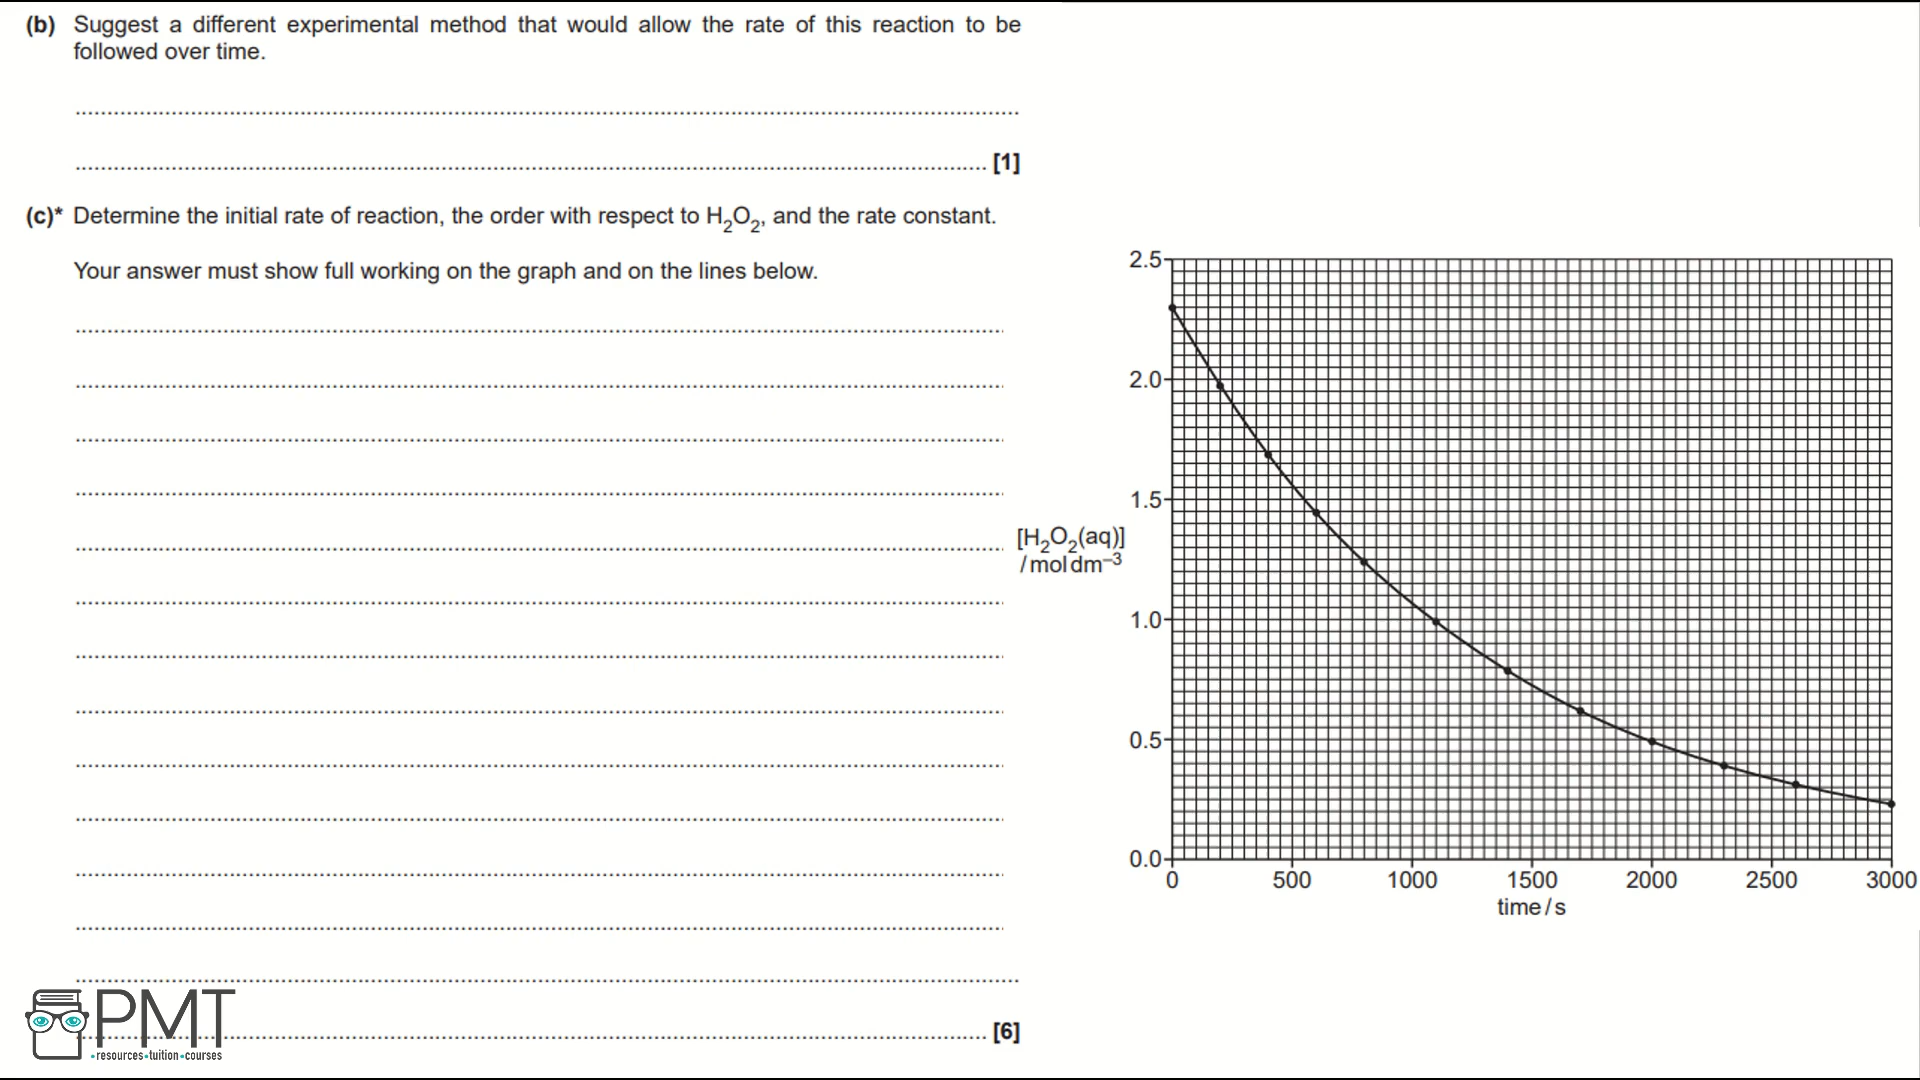 (b) Suggest a different experimental method that would allow the rate of this reaction to be
followed over time.
[1]
(c)* Determine the initial rate of reaction, the order with respect to H₂O₂, and the rate constant.
Your answer must show full working on the graph and on the lines below.
[6]
2.5
2.0
1.5
[H₂O₂(aq)]
/ mol dm⁻³
1.0
0.5
0.0
0 500 1000 1500 2000 2500 3000
time / s
PMT
•resources•tuition•courses